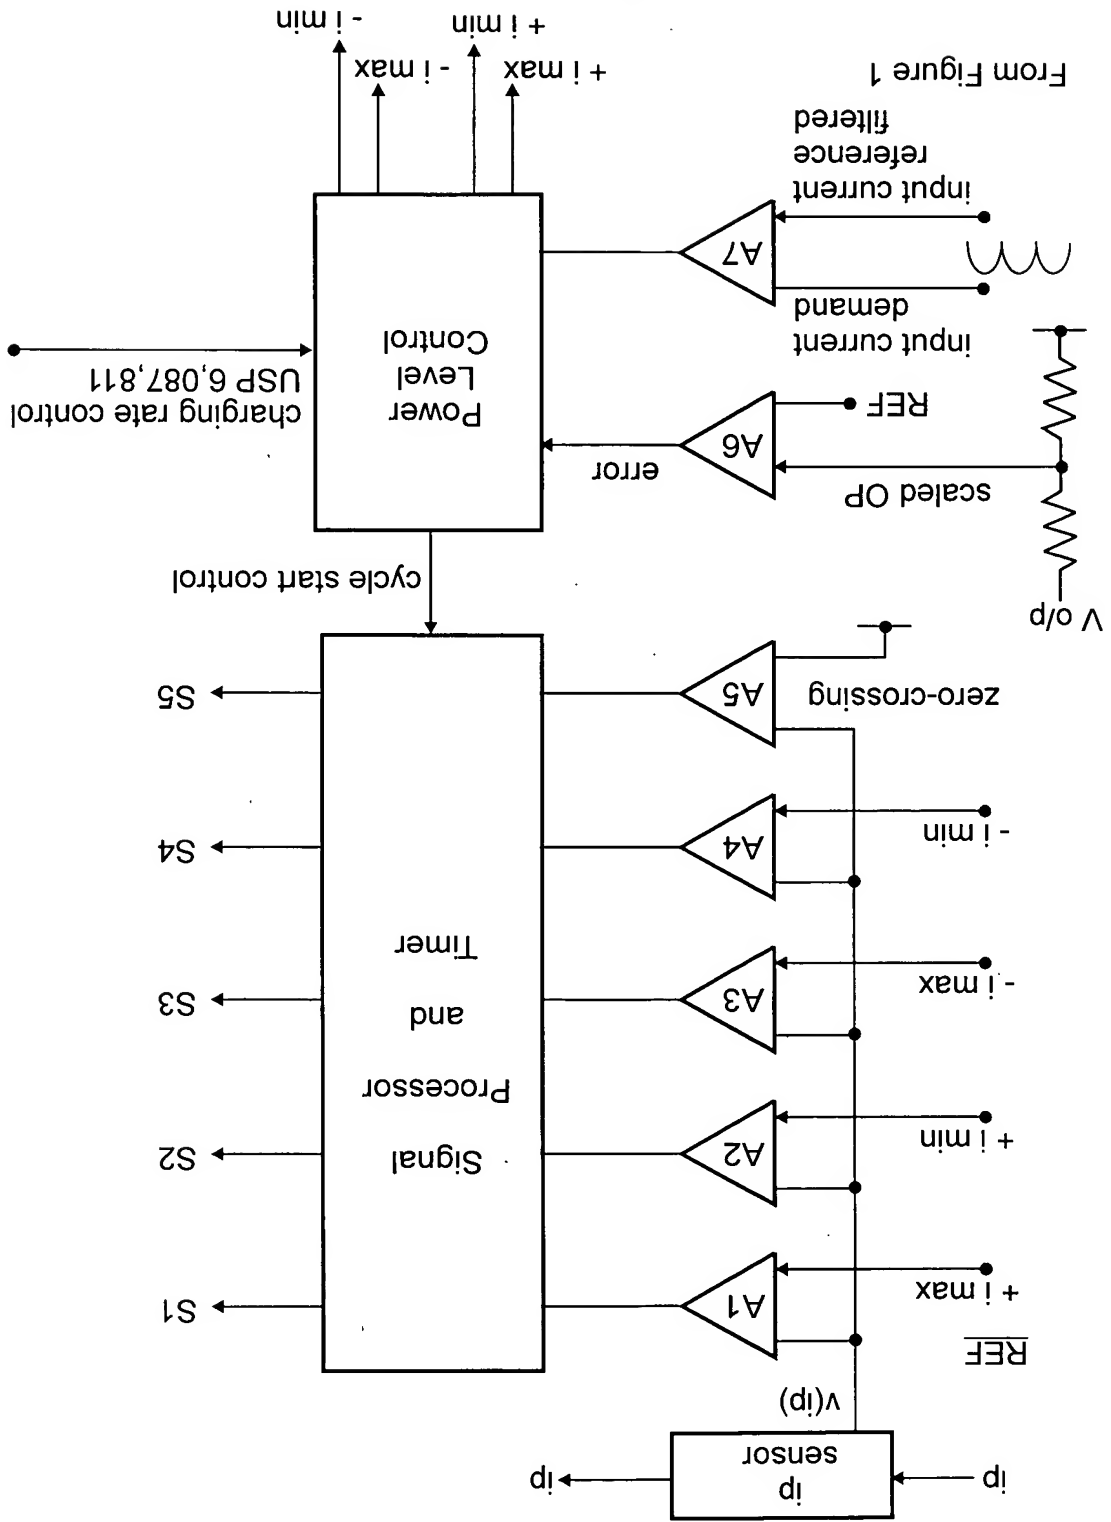 ip
ip
sensor
ip
v(ip)
REF
+ i max
A1
S1
+ i min
A2
S2
- i max
A3
S3
- i min
A4
S4
zero-crossing
A5
S5
Signal
Processor
and
Timer
cycle start control
V o/p
scaled OP
REF
A6
error
input current
demand
input current
reference
filtered
A7
From Figure 1
Power
Level
Control
charging rate control
USP 6,087,811
+ i max
+ i min
- i max
- i min